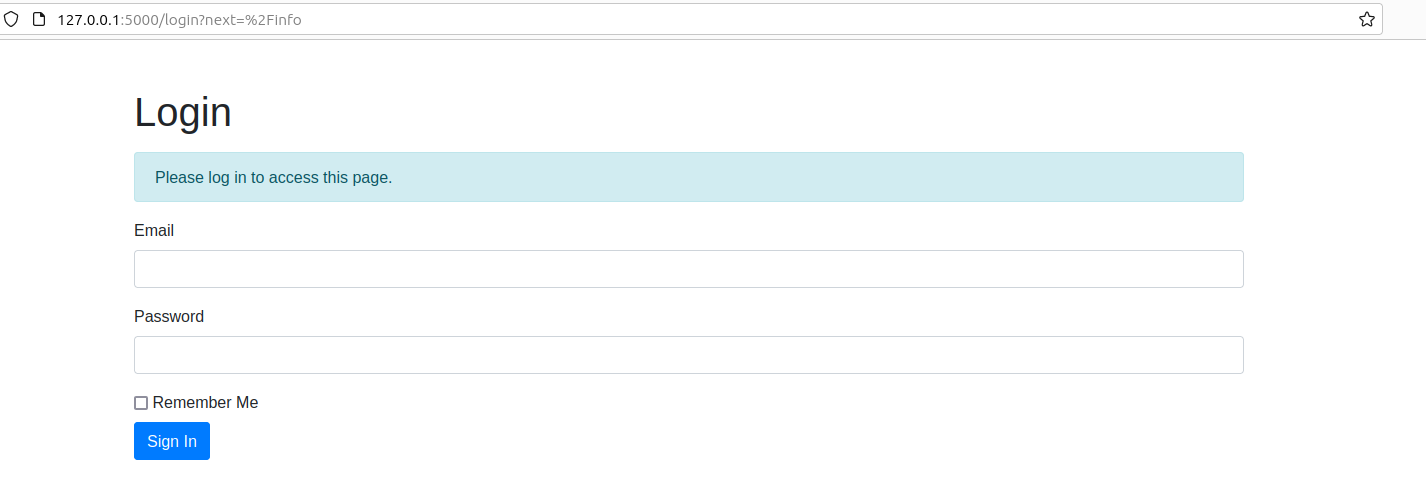 127.0.0.1:5000/login?next=%2Finfo
Login
Please log in to access this page.
Email
Password
Remember Me
Sign In